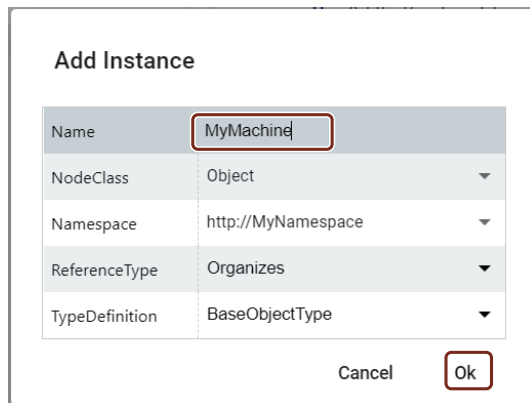 Add Instance
Name MyMachine
NodeClass Object
Namespace http://MyNamespace
ReferenceType Organizes
TypeDefinition BaseObjectType
Cancel Ok